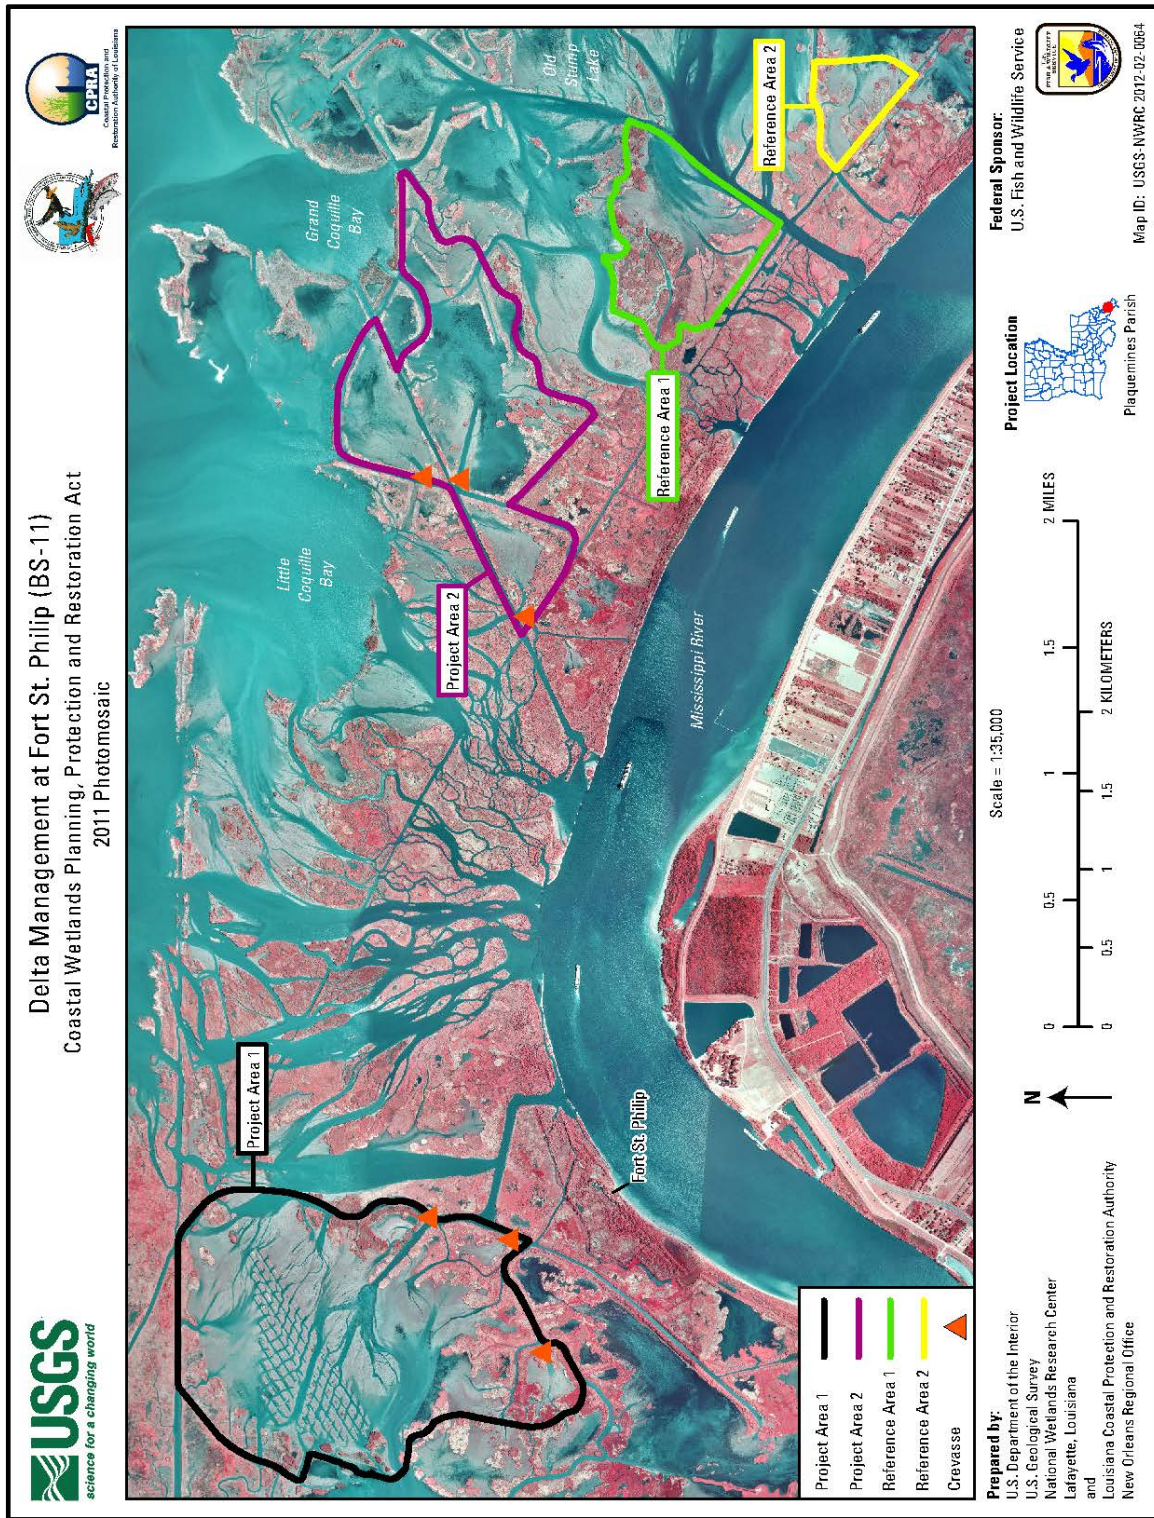 USGS
science for a changing world
Delta Management at Fort St. Philip (BS-11)
Coastal Wetlands Planning, Protection and Restoration Act
2011 Photomosaic
CPRA
Coastal Protection and
Restoration Authority of Louisiana
Project Area 1
Little
Coquille
Bay
Grand
Coquille
Bay
Old
Stump
Lake
Project Area 2
Reference Area 1
Reference Area 2
Mississippi River
Fort St. Philip
Project Area 1
Project Area 2
Reference Area 1
Reference Area 2
Crevasse
Prepared by:
U.S. Department of the Interior
U.S. Geological Survey
National Wetlands Research Center
Lafayette, Louisiana
and
Louisiana Coastal Protection and Restoration Authority
New Orleans Regional Office
N
Scale = 1:35,000
0 0.5 1 1.5 2 MILES
0 0.5 1 1.5 2 KILOMETERS
Project Location
Plaquemines Parish
Federal Sponsor:
U.S. Fish and Wildlife Service
U.S.
FISH & WILDLIFE
SERVICE
Map ID: USGS-NWRC 2012-02-0064